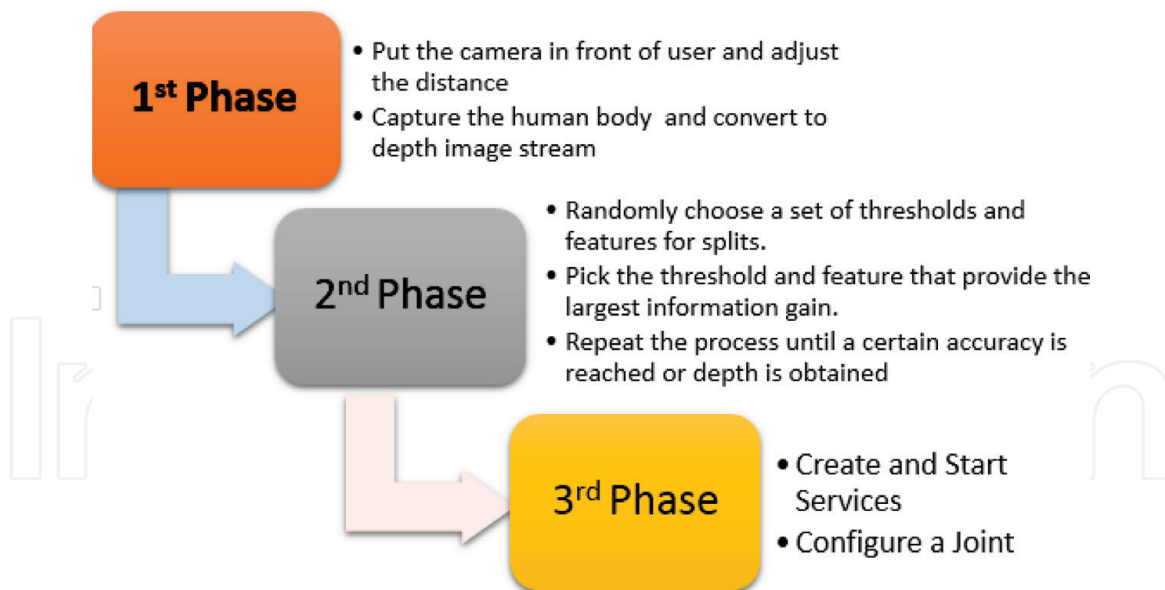 1st Phase
• Put the camera in front of user and adjust
the distance
• Capture the human body and convert to
depth image stream
2nd Phase
• Randomly choose a set of thresholds and
features for splits.
• Pick the threshold and feature that provide the
largest information gain.
• Repeat the process until a certain accuracy is
reached or depth is obtained
3rd Phase
• Create and Start
Services
• Configure a Joint